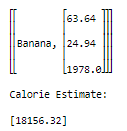 63.64
Banana, 24.94
1978.0
Calorie Estimate:
[18156.32]